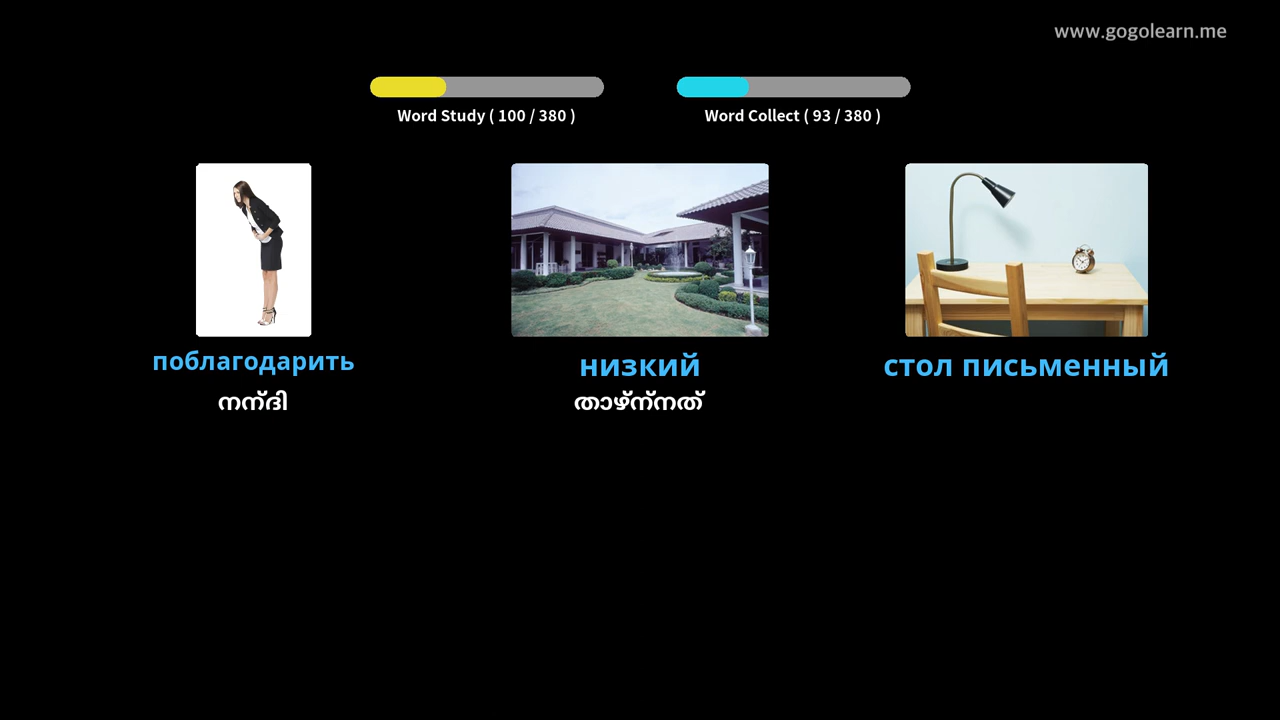 www.gogolearn.me
Word Study ( 100 / 380 )
Word Collect ( 93 / 380 )
поблагодарить
നന്ദി
низкий
താഴ്ന്നത്
стол письменный